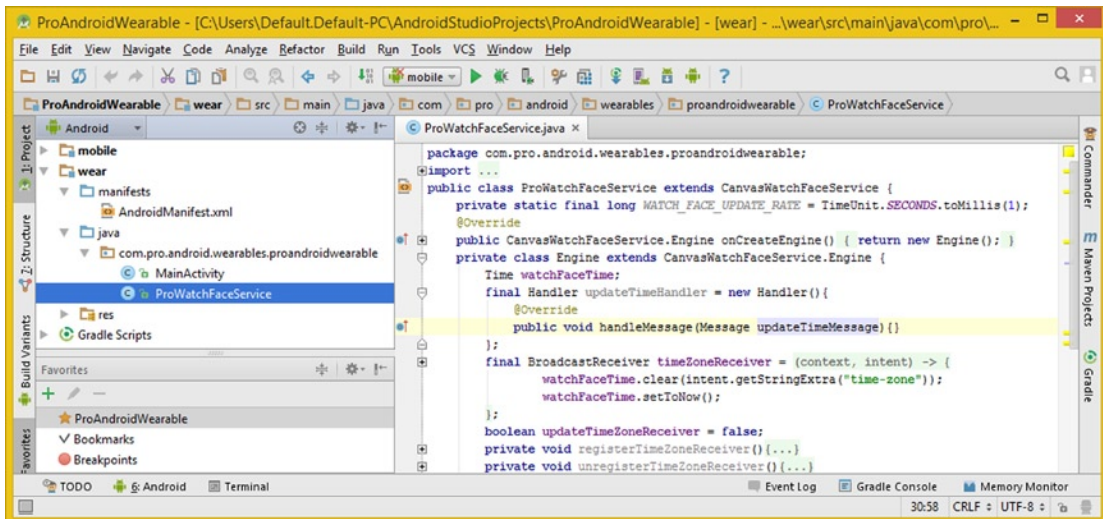 ProAndroidWearable - [C:\Users\Default.Default-PC\AndroidStudioProjects\ProAndroidWearable] - [wear] - ...\wear\src\main\java\com\pro\...
File Edit View Navigate Code Analyze Refactor Build Run Tools VCS Window Help
mobile
ProAndroidWearable wear src main java com pro android wearables proandroidwearable ProWatchFaceService
1: Project
Z: Structure
Build Variants
Favorites
Android
mobile
wear
manifests
AndroidManifest.xml
java
com.pro.android.wearables.proandroidwearable
MainActivity
ProWatchFaceService
res
Gradle Scripts
Favorites
ProAndroidWearable
Bookmarks
Breakpoints
ProWatchFaceService.java ×
package com.pro.android.wearables.proandroidwearable;
import ...
public class ProWatchFaceService extends CanvasWatchFaceService {
private static final long WATCH_FACE_UPDATE_RATE = TimeUnit.SECONDS.toMillis(1);
@Override
public CanvasWatchFaceService.Engine onCreateEngine() { return new Engine(); }
private class Engine extends CanvasWatchFaceService.Engine {
Time watchFaceTime;
final Handler updateTimeHandler = new Handler(){
@Override
public void handleMessage(Message updateTimeMessage){}
};
final BroadcastReceiver timeZoneReceiver = (context, intent) -> {
watchFaceTime.clear(intent.getStringExtra("time-zone"));
watchFaceTime.setToNow();
};
boolean updateTimeZoneReceiver = false;
private void registerTimeZoneReceiver(){...}
private void unregisterTimeZoneReceiver(){...}
Commander
Maven Projects
Gradle
TODO 6: Android Terminal Event Log Gradle Console Memory Monitor
30:58 CRLF UTF-8